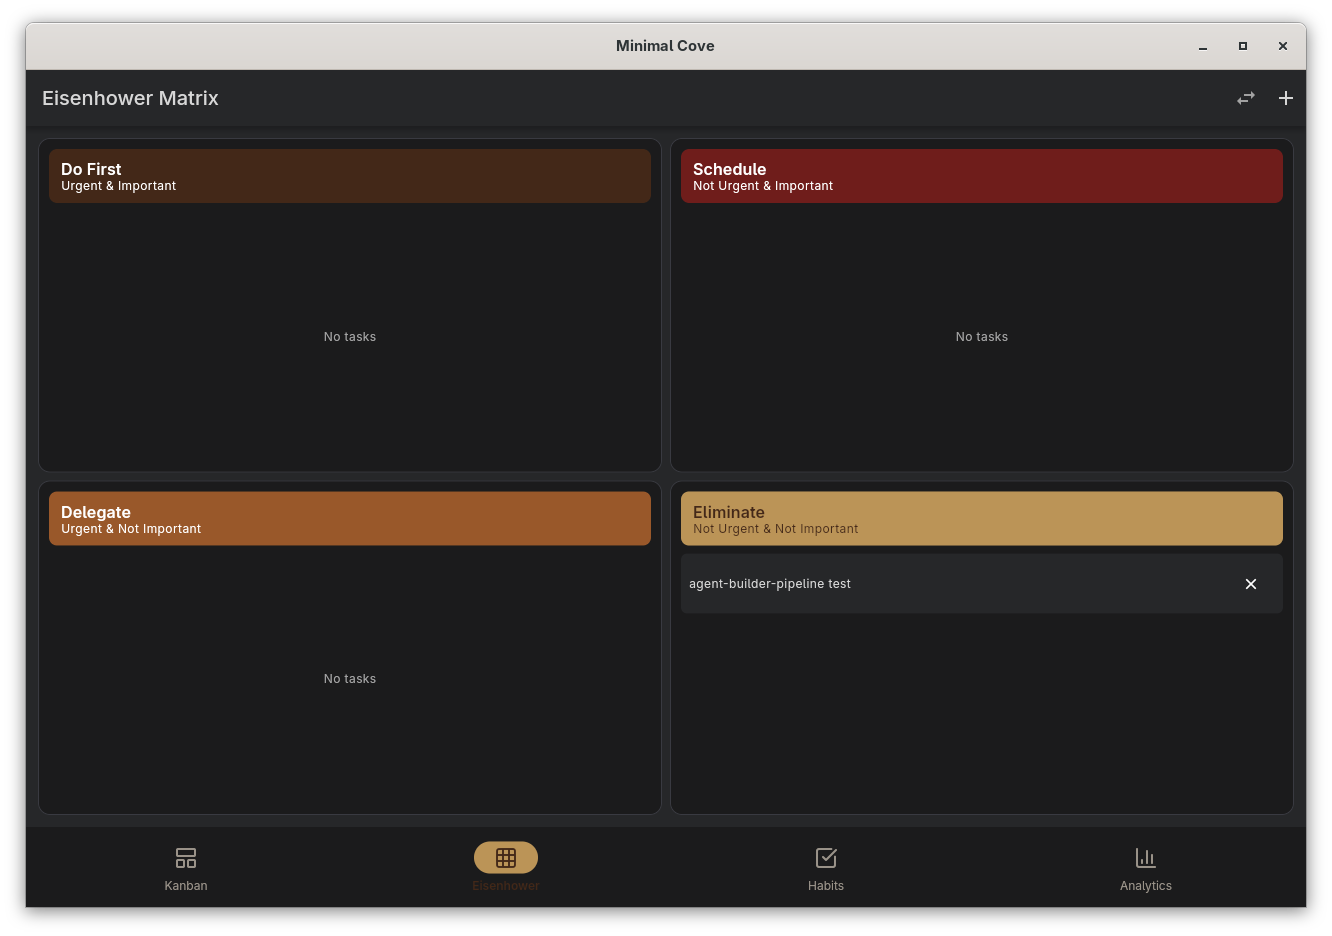 Minimal Cove
Eisenhower Matrix
Do First
Urgent & Important
No tasks
Schedule
Not Urgent & Important
No tasks
Delegate
Urgent & Not Important
No tasks
Eliminate
Not Urgent & Not Important
agent-builder-pipeline test
Kanban
Eisenhower
Habits
Analytics